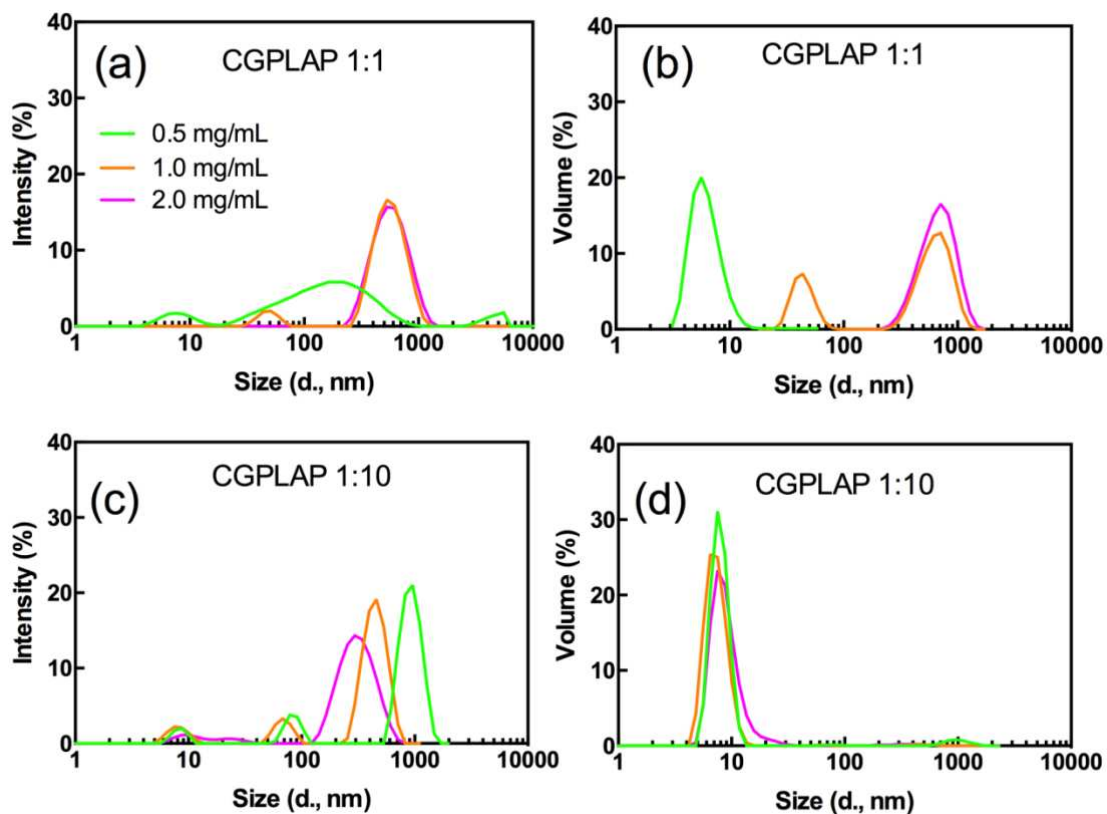 (a)
CGPLAP 1:1
0.5 mg/mL
1.0 mg/mL
2.0 mg/mL
Intensity (%)
40
30
20
10
0
1 10 100 1000 10000
Size (d., nm)
(b)
CGPLAP 1:1
Volume (%)
40
30
20
10
0
1 10 100 1000 10000
Size (d., nm)
(c)
CGPLAP 1:10
Intensity (%)
40
30
20
10
0
1 10 100 1000 10000
Size (d., nm)
(d)
CGPLAP 1:10
Volume (%)
40
30
20
10
0
1 10 100 1000 10000
Size (d., nm)